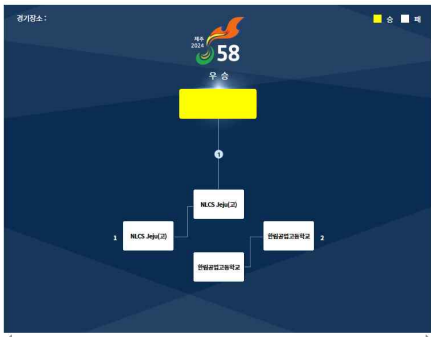 경기장소 :
승 패
제주
2024
58
우 승
1
NLCS Jeju(고)
1 NLCS Jeju(고)
한림공업고등학교 2
한림공업고등학교